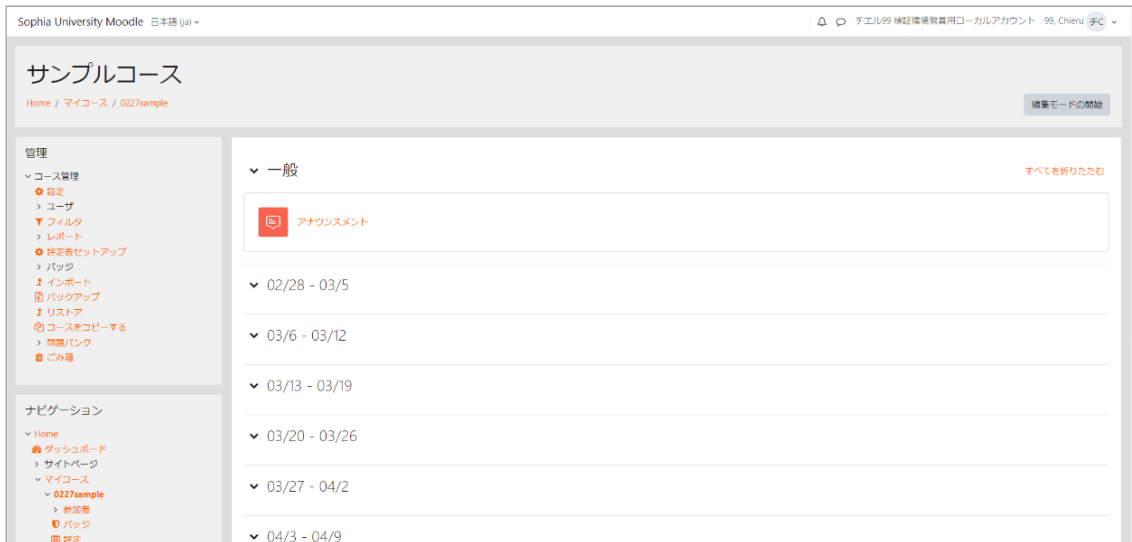 Sophia University Moodle 日本語 (ja)
チエル99 検証環境教員用ローカルアカウント 99, Chieru チC
サンプルコース
Home / マイコース / 0227sample
編集モードの開始
管理
コース管理
設定
ユーザ
フィルタ
レポート
評定表セットアップ
バッジ
インポート
バックアップ
リストア
コースをコピーする
問題バンク
ごみ箱
ナビゲーション
Home
ダッシュボード
サイトページ
マイコース
0227sample
参加者
バッジ
評定
一般
すべてを折りたたむ
アナウンスメント
02/28 - 03/5
03/6 - 03/12
03/13 - 03/19
03/20 - 03/26
03/27 - 04/2
04/3 - 04/9